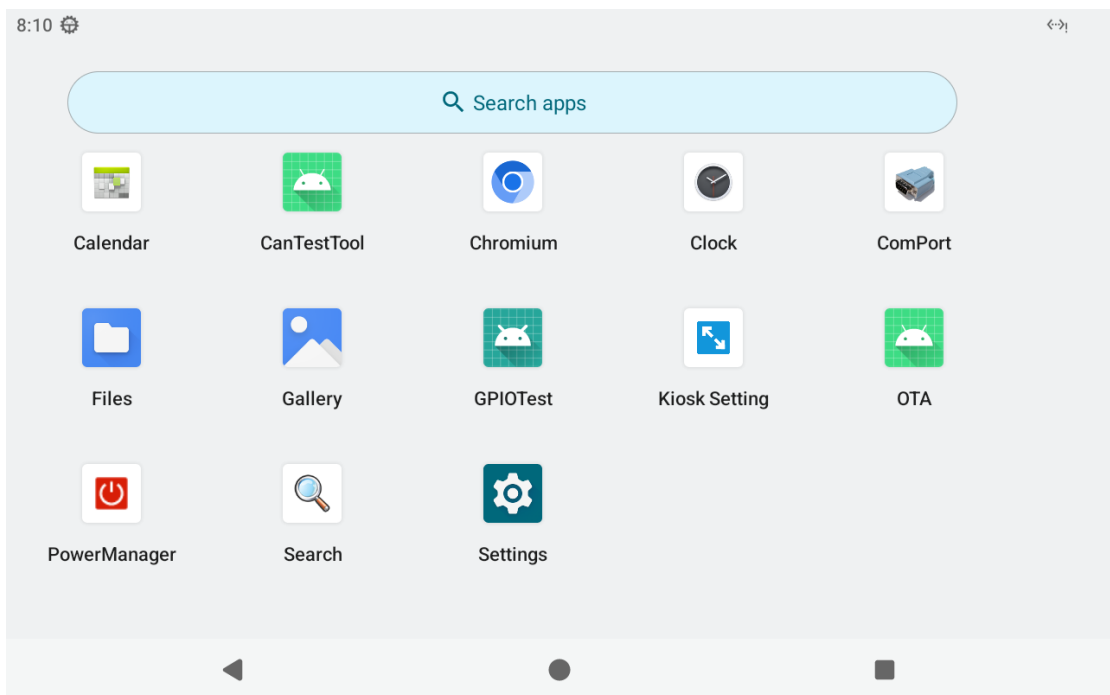 8:10
Search apps
Calendar
CanTestTool
Chromium
Clock
ComPort
Files
Gallery
GPIOTest
Kiosk Setting
OTA
PowerManager
Search
Settings